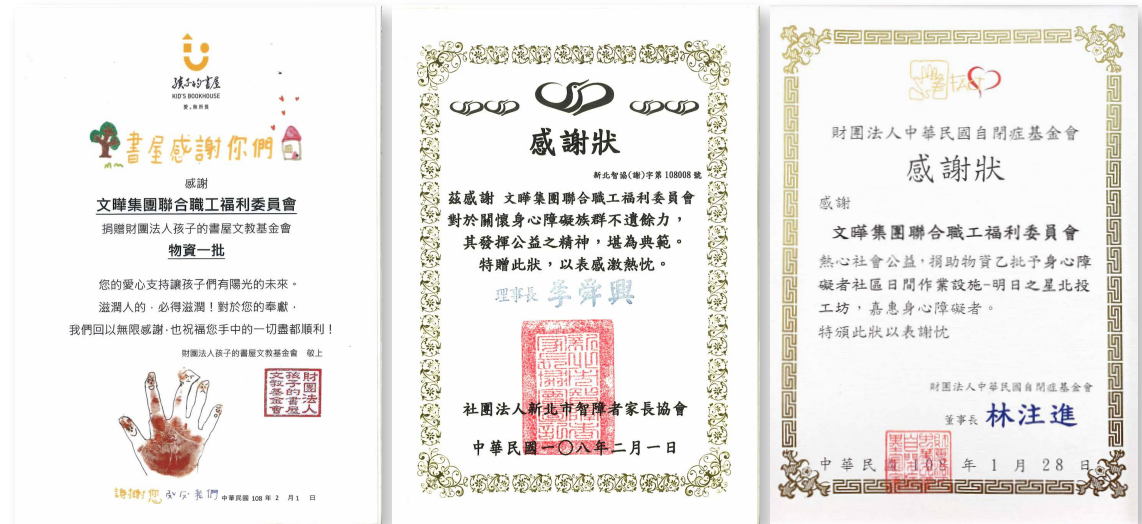 孩子的書屋
KID'S BOOKHOUSE
愛,無所畏
書屋感謝你們
感謝
文曄集團聯合職工福利委員會
捐贈財團法人孩子的書屋文教基金會
物資一批
您的愛心支持讓孩子們有陽光的未來。
滋潤人的,必得滋潤!對於您的奉獻,
我們回以無限感謝,也祝福您手中的一切盡都順利!
財團法人孩子的書屋文教基金會 敬上
財團法人
孩子的書屋
文教基金會
謝謝您
中華民國 108 年 2 月 1 日
感謝狀
新北智協(謝)字第 108008 號
茲感謝 文曄集團聯合職工福利委員會
對於關懷身心障礙族群不遺餘力,
其發揮公益之精神,堪為典範。
特贈此狀,以表感激熱忱。
理事長 李舜興
社團法人新北市智障者家長協會
中華民國一〇八年二月一日
財團法人中華民國自閉症基金會
感謝狀
感謝
文曄集團聯合職工福利委員會
熱心社會公益,捐助物資乙批予身心障
礙者社區日間作業設施-明日之星北投
工坊,嘉惠身心障礙者。
特頒此狀以表謝忱
財團法人中華民國自閉症基金會
董事長 林注進
中華民國 108 年 1 月 28 日